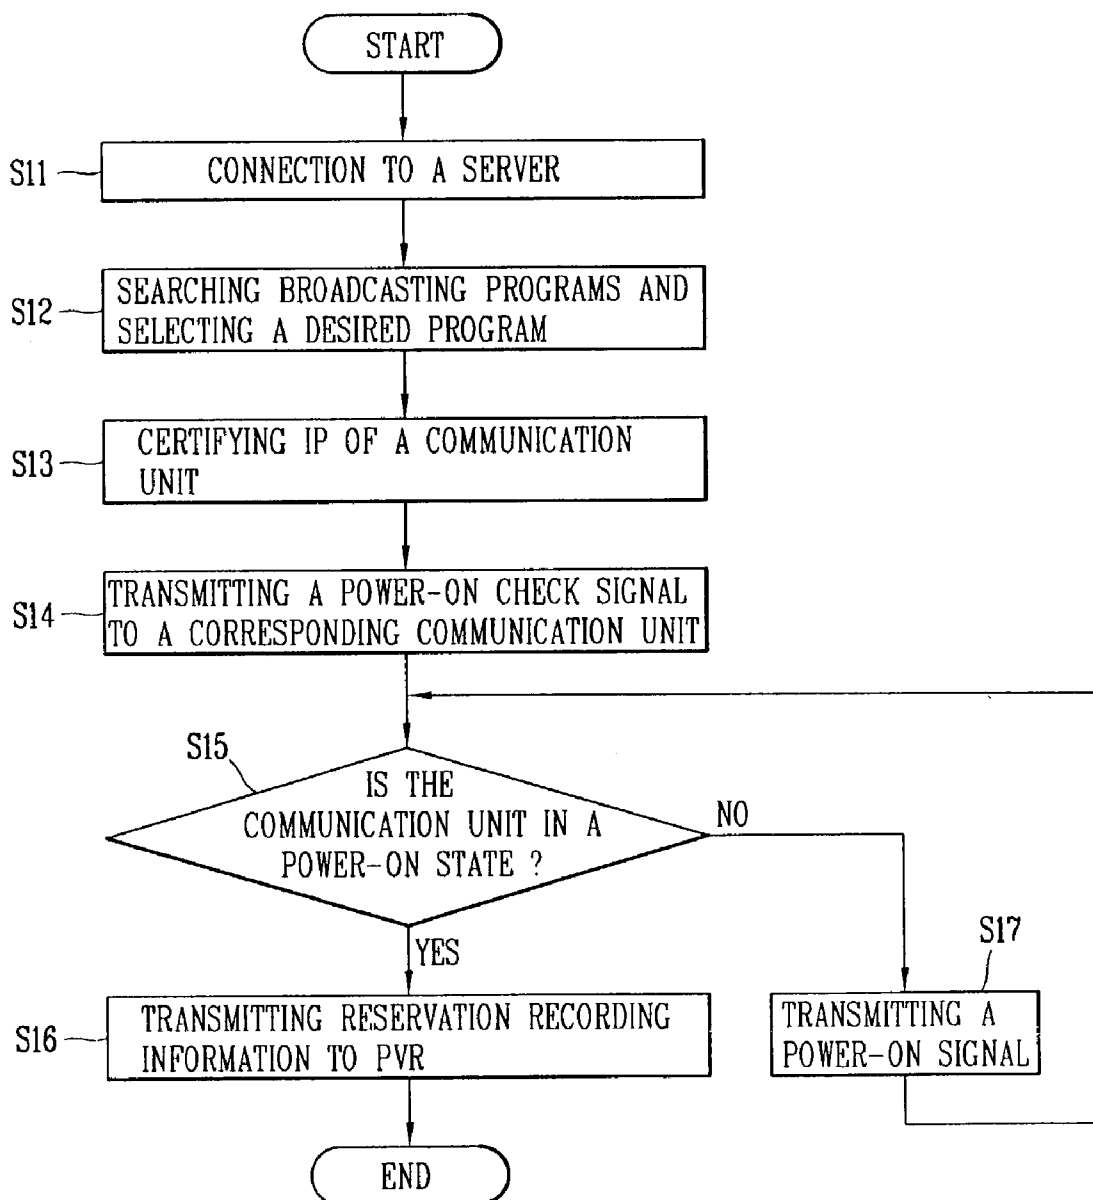 START
S11
CONNECTION TO A SERVER
S12
SEARCHING BROADCASTING PROGRAMS AND
SELECTING A DESIRED PROGRAM
S13
CERTIFYING IP OF A COMMUNICATION
UNIT
S14
TRANSMITTING A POWER-ON CHECK SIGNAL
TO A CORRESPONDING COMMUNICATION UNIT
S15
IS THE
COMMUNICATION UNIT IN A
POWER-ON STATE ?
NO
YES
S17
TRANSMITTING A
POWER-ON SIGNAL
S16
TRANSMITTING RESERVATION RECORDING
INFORMATION TO PVR
END